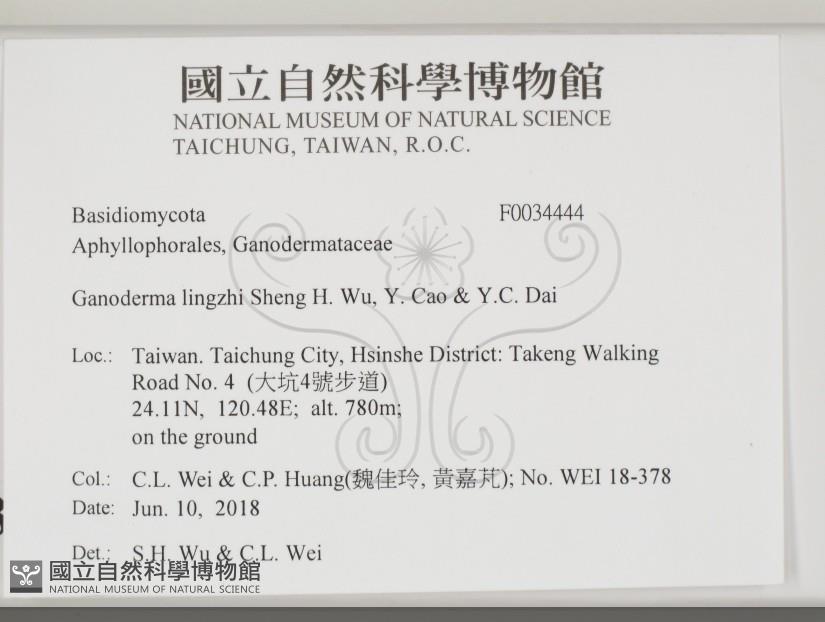 國立自然科學博物館
NATIONAL MUSEUM OF NATURAL SCIENCE
TAICHUNG, TAIWAN, R.O.C.
Basidiomycota F0034444
Aphyllophorales, Ganodermataceae
Ganoderma lingzhi Sheng H. Wu, Y. Cao & Y.C. Dai
Loc.: Taiwan. Taichung City, Hsinshe District: Takeng Walking
Road No. 4 (大坑4號步道)
24.11N, 120.48E; alt. 780m;
on the ground
Col.: C.L. Wei & C.P. Huang(魏佳玲, 黃嘉芃); No. WEI 18-378
Date: Jun. 10, 2018
Det.: S.H. Wu & C.L. Wei
國立自然科學博物館
NATIONAL MUSEUM OF NATURAL SCIENCE